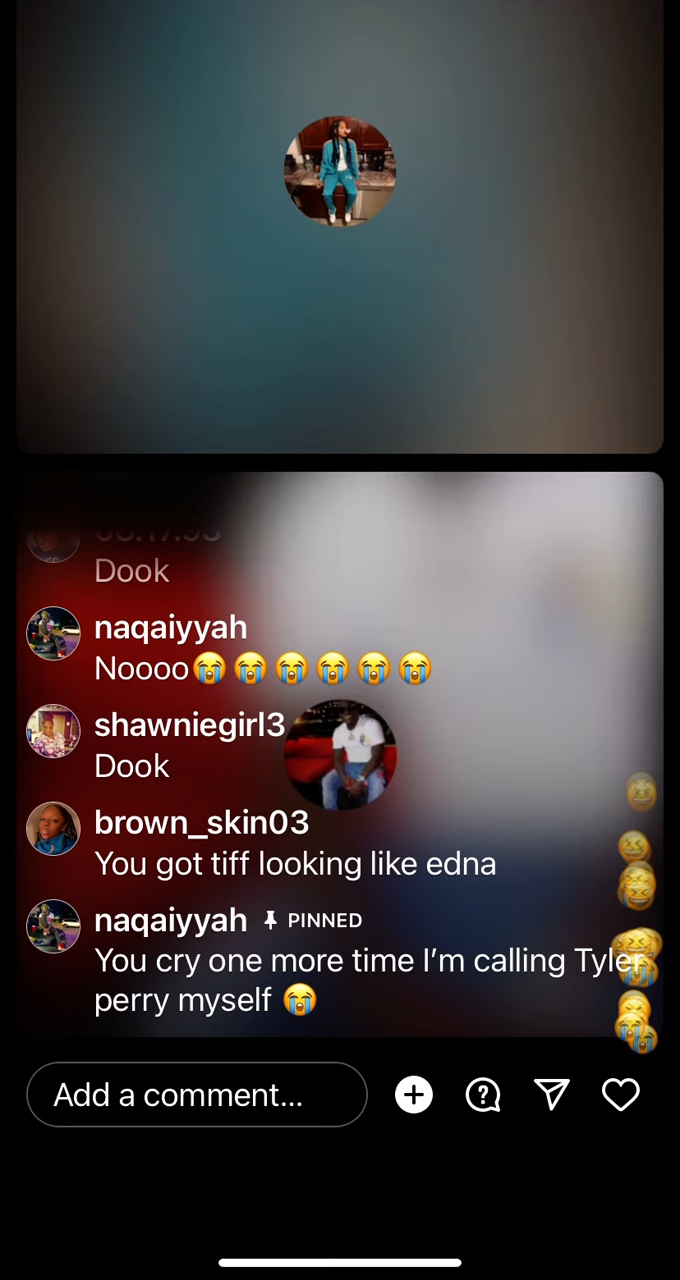 Dook
naqaiyyah
Noooo😭😭😭😭😭😭
shawniegirl3
Dook
brown_skin03
You got tiff looking like edna
naqaiyyah PINNED
You cry one more time I’m calling Tyler
perry myself 😭
Add a comment...